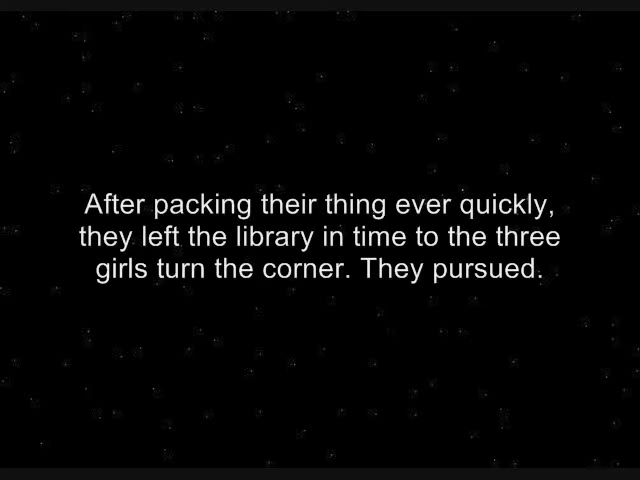 After packing their thing ever quickly,
they left the library in time to the three
girls turn the corner. They pursued.